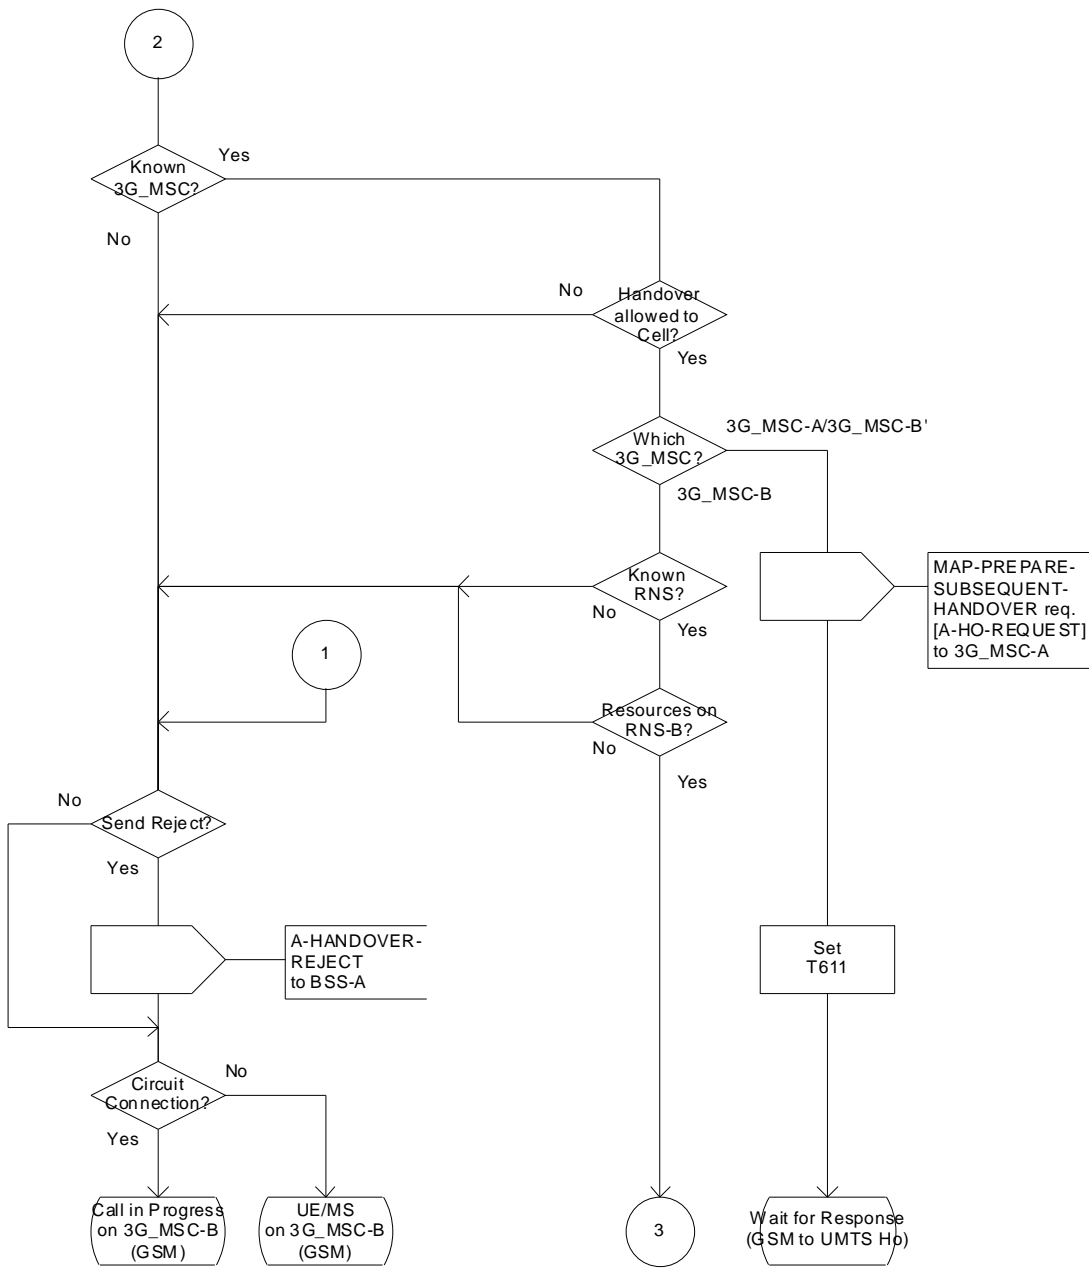 2
Known
3G_MSC?
Yes
No
Handover
allowed to
Cell?
No
Yes
Which
3G_MSC?
3G_MSC-A/3G_MSC-B'
3G_MSC-B
Known
RNS?
No
Yes
MAP-PREPARE-
SUBSEQUENT-
HANDOVER req.
[A-HO-REQUEST]
to 3G_MSC-A
1
Resources on
RNS-B?
No
Yes
No
Send Reject?
Yes
A-HANDOVER-
REJECT
to BSS-A
Set
T611
Circuit
Connection?
No
Yes
Call in Progress
on 3G_MSC-B
(GSM)
UE/MS
on 3G_MSC-B
(GSM)
3
Wait for Response
(GSM to UMTS Ho)